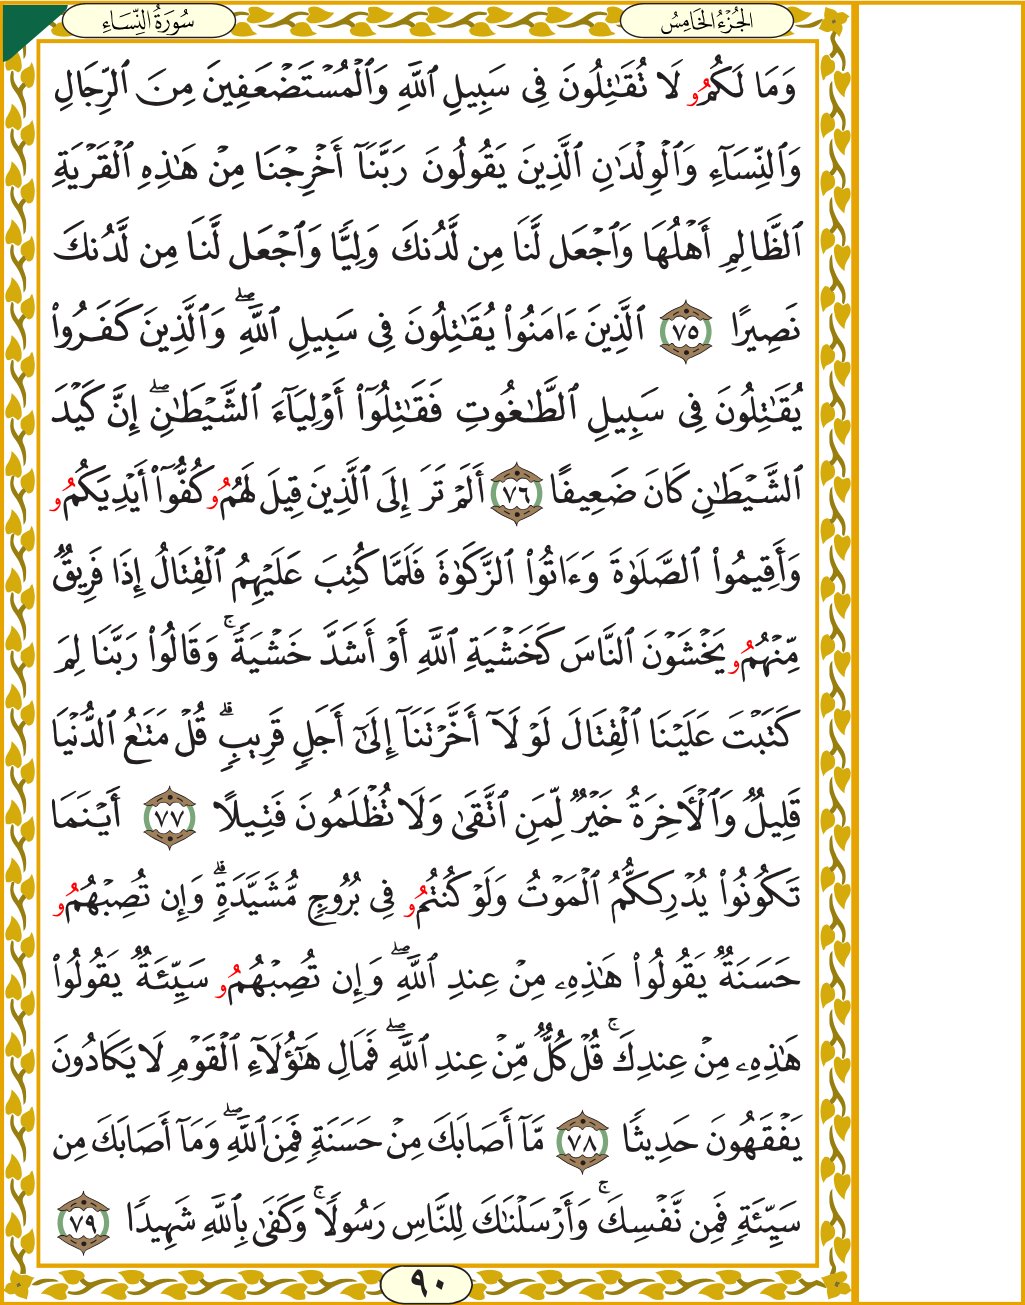 الجُزْءُ الخَامِسُ
سُورَةُ النِّسَاءِ
وَمَا لَكُمُۥ لَا تُقَٰتِلُونَ فِى سَبِيلِ ٱللَّهِ وَٱلْمُسْتَضْعَفِينَ مِنَ ٱلرِّجَالِ
وَٱلنِّسَآءِ وَٱلْوِلْدَٰنِ ٱلَّذِينَ يَقُولُونَ رَبَّنَآ أَخْرِجْنَا مِنْ هَٰذِهِ ٱلْقَرْيَةِ
ٱلظَّالِمِ أَهْلُهَا وَٱجْعَل لَّنَا مِن لَّدُنكَ وَلِيًّا وَٱجْعَل لَّنَا مِن لَّدُنكَ
نَصِيرًا ٧٥ ٱلَّذِينَ ءَامَنُوا۟ يُقَٰتِلُونَ فِى سَبِيلِ ٱللَّهِۖ وَٱلَّذِينَ كَفَرُوا۟
يُقَٰتِلُونَ فِى سَبِيلِ ٱلطَّٰغُوتِ فَقَٰتِلُوٓا۟ أَوْلِيَآءَ ٱلشَّيْطَٰنِۖ إِنَّ كَيْدَ
ٱلشَّيْطَٰنِ كَانَ ضَعِيفًا ٧٦ أَلَمْ تَرَ إِلَى ٱلَّذِينَ قِيلَ لَهُمُۥ كُفُّوٓا۟ أَيْدِيَكُمُۥ
وَأَقِيمُوا۟ ٱلصَّلَوٰةَ وَءَاتُوا۟ ٱلزَّكَوٰةَ فَلَمَّا كُتِبَ عَلَيْهِمُ ٱلْقِتَالُ إِذَا فَرِيقٌ
مِّنْهُمُۥ يَخْشَوْنَ ٱلنَّاسَ كَخَشْيَةِ ٱللَّهِ أَوْ أَشَدَّ خَشْيَةًۚ وَقَالُوا۟ رَبَّنَا لِمَ
كَتَبْتَ عَلَيْنَا ٱلْقِتَالَ لَوْلَآ أَخَّرْتَنَآ إِلَىٰٓ أَجَلٍ قَرِيبٍۗ قُلْ مَتَٰعُ ٱلدُّنْيَا
قَلِيلٌ وَٱلْأَخِرَةُ خَيْرٌ لِّمَنِ ٱتَّقَىٰ وَلَا تُظْلَمُونَ فَتِيلًا ٧٧ أَيْنَمَا
تَكُونُوا۟ يُدْرِككُّمُ ٱلْمَوْتُ وَلَوْ كُنتُمُۥ فِى بُرُوجٍ مُّشَيَّدَةٍۗ وَإِن تُصِبْهُمُۥ
حَسَنَةٌ يَقُولُوا۟ هَٰذِهِۦ مِنْ عِندِ ٱللَّهِۖ وَإِن تُصِبْهُمُۥ سَيِّئَةٌ يَقُولُوا۟
هَٰذِهِۦ مِنْ عِندِكَۚ قُلْ كُلٌّ مِّنْ عِندِ ٱللَّهِۖ فَمَالِ هَٰٓؤُلَآءِ ٱلْقَوْمِ لَا يَكَادُونَ
يَفْقَهُونَ حَدِيثًا ٧٨ مَّآ أَصَابَكَ مِنْ حَسَنَةٍ فَمِنَ ٱللَّهِۖ وَمَآ أَصَابَكَ مِن
سَيِّئَةٍ فَمِن نَّفْسِكَۚ وَأَرْسَلْنَٰكَ لِلنَّاسِ رَسُولًاۚ وَكَفَىٰ بِٱللَّهِ شَهِيدًا ٧٩
٩٠